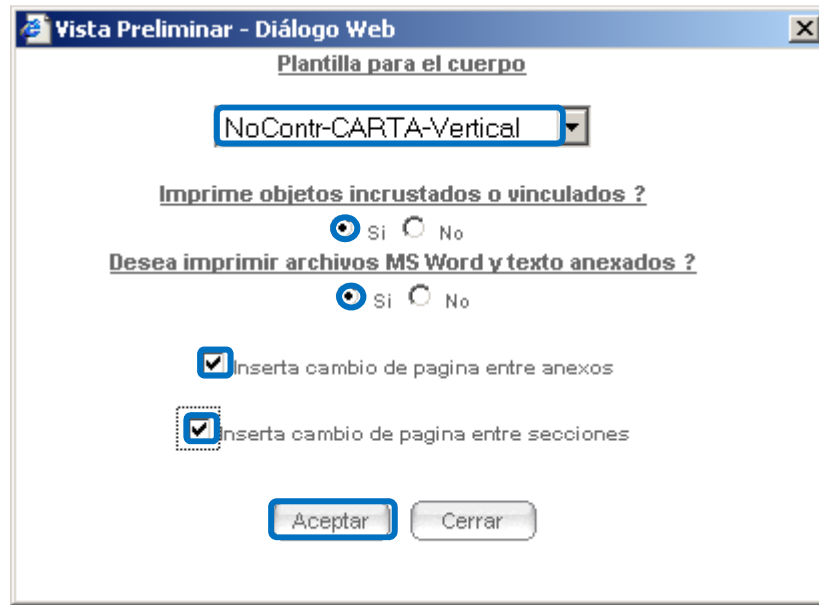 Vista Preliminar - Diálogo Web
Plantilla para el cuerpo
NoContr-CARTA-Vertical
Imprime objetos incrustados o vinculados ?
Si No
Desea imprimir archivos MS Word y texto anexados ?
Si No
Inserta cambio de pagina entre anexos
Inserta cambio de pagina entre secciones
Aceptar Cerrar